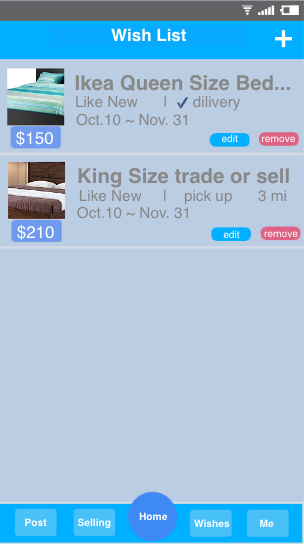 Wish List +
Ikea Queen Size Bed...
Like New | ✓ dilivery
Oct.10 ~ Nov. 31
$150 edit remove
King Size trade or sell
Like New | pick up 3 mi
Oct.10 ~ Nov. 31
$210 edit remove
Post Selling Home Wishes Me